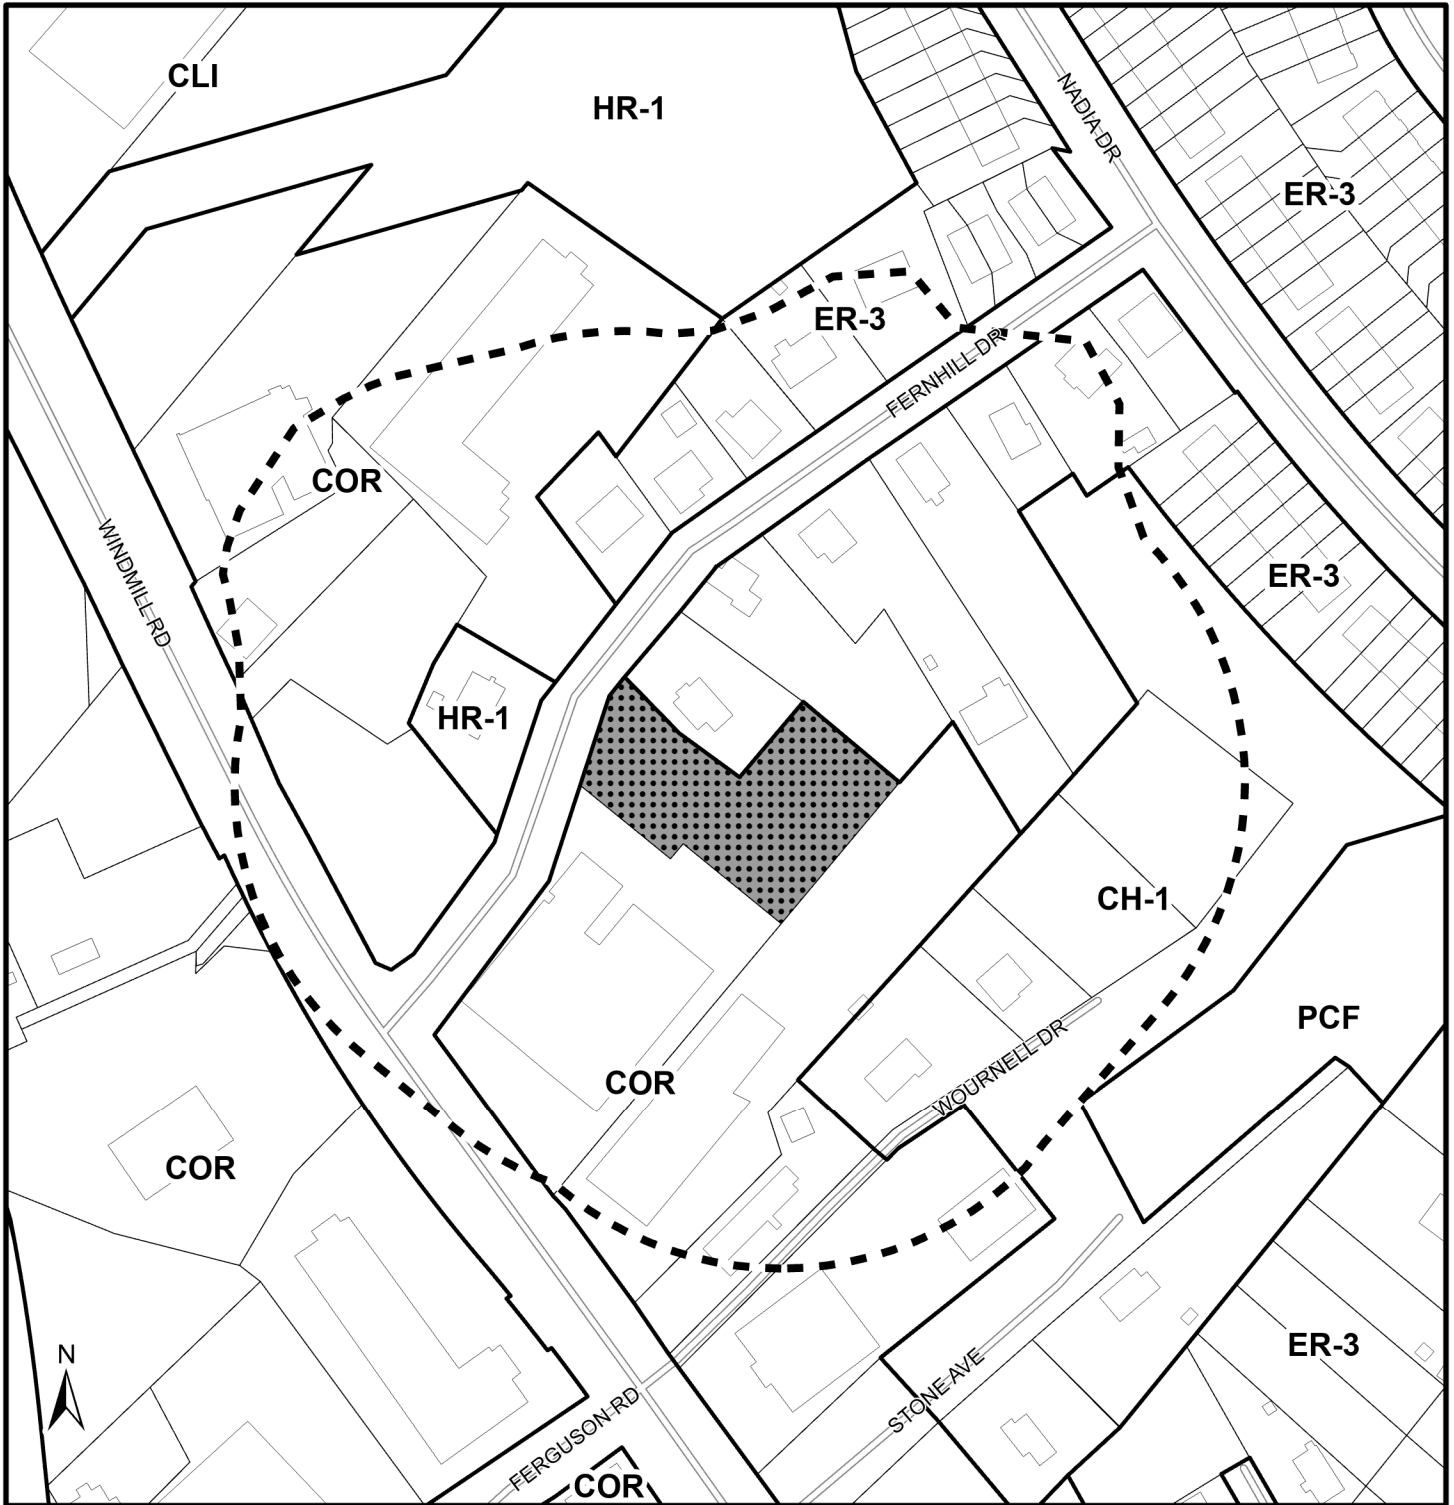 CLI
HR-1
NADIA DR
ER-3
ER-3
FERNHILL DR
COR
WINDMILL RD
ER-3
HR-1
CH-1
PCF
COR
WOURNELL DR
COR
N
ER-3
STONE AVE
FERGUSON RD
COR